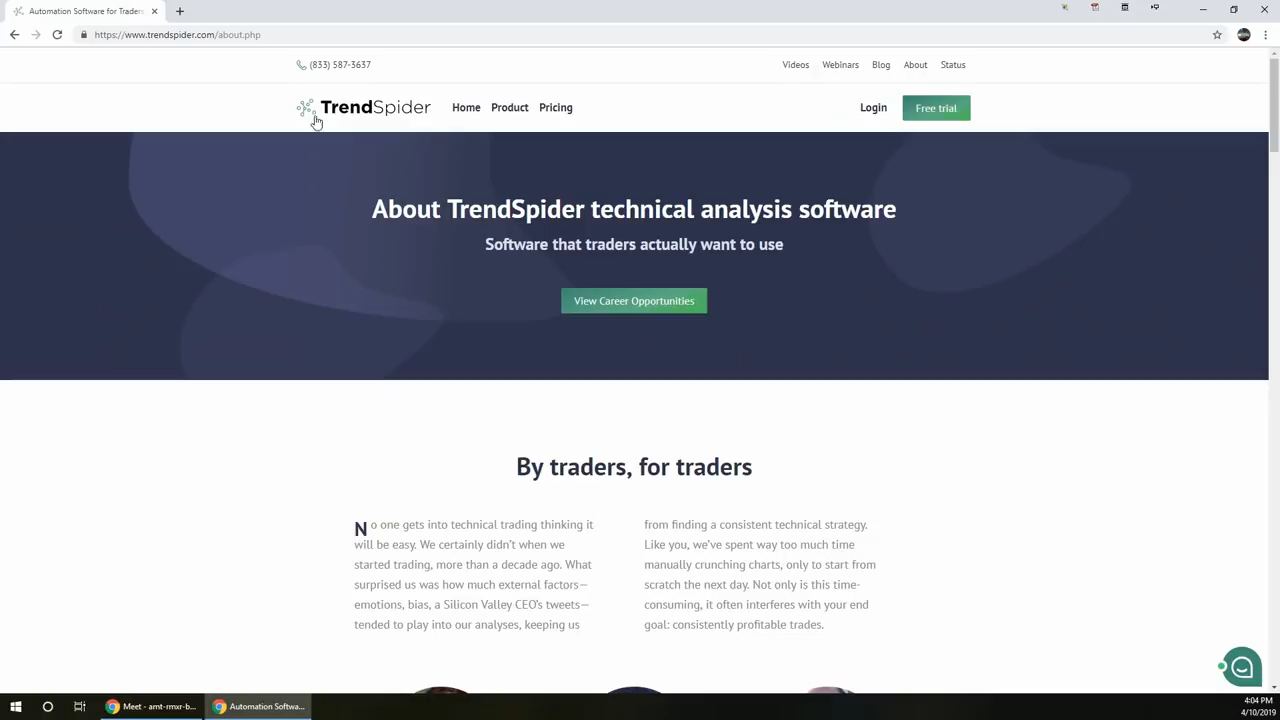 Automation Software for Traders
https://www.trendspider.com/about.php
(833) 587-3637
Videos Webinars Blog About Status
TrendSpider Home Product Pricing Login Free trial
About TrendSpider technical analysis software
Software that traders actually want to use
View Career Opportunities
By traders, for traders
No one gets into technical trading thinking it
will be easy. We certainly didn't when we
started trading, more than a decade ago. What
surprised us was how much external factors—
emotions, bias, a Silicon Valley CEO's tweets—
tended to play into our analyses, keeping us
from finding a consistent technical strategy.
Like you, we've spent way too much time
manually crunching charts, only to start from
scratch the next day. Not only is this time-
consuming, it often interferes with your end
goal: consistently profitable trades.
Meet - amt-rmxr-b... Automation Softwa...
4:04 PM
4/10/2019